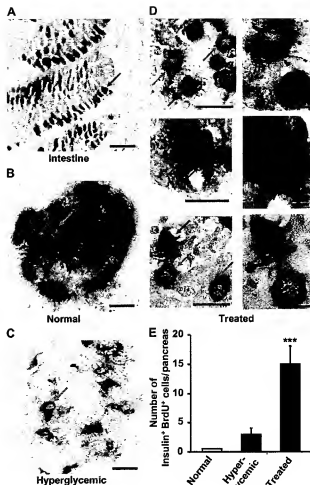 A
Intestine
B
Normal
C
Hyperglycemic
D
Treated
E
Number of
Insulin⁺ BrdU⁺ cells/pancreas
20
15
10
5
0
***
Normal
Hyper-
glycemic
Treated